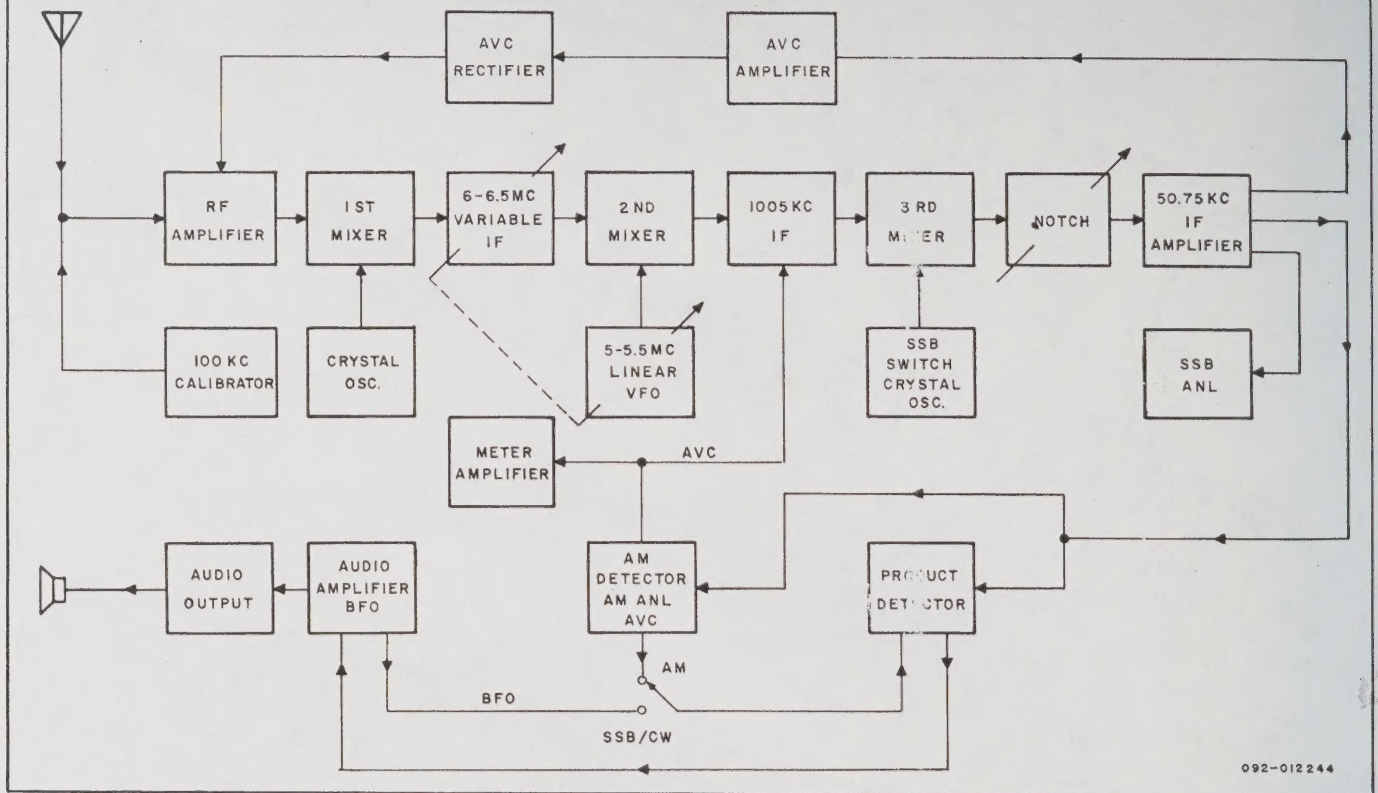 AVC
RECTIFIER
AVC
AMPLIFIER
RF
AMPLIFIER
1ST
MIXER
6-6.5MC
VARIABLE
IF
2ND
MIXER
1005KC
IF
3RD
MIXER
NOTCH
50.75KC
IF
AMPLIFIER
100 KC
CALIBRATOR
CRYSTAL
OSC.
5-5.5MC
LINEAR
VFO
SSB
SWITCH
CRYSTAL
OSC.
SSB
ANL
METER
AMPLIFIER
AVC
AUDIO
OUTPUT
AUDIO
AMPLIFIER
BFO
AM
DETECTOR
AM ANL
AVC
PRODUCT
DETECTOR
AM
BFO
SSB/CW
092-012244